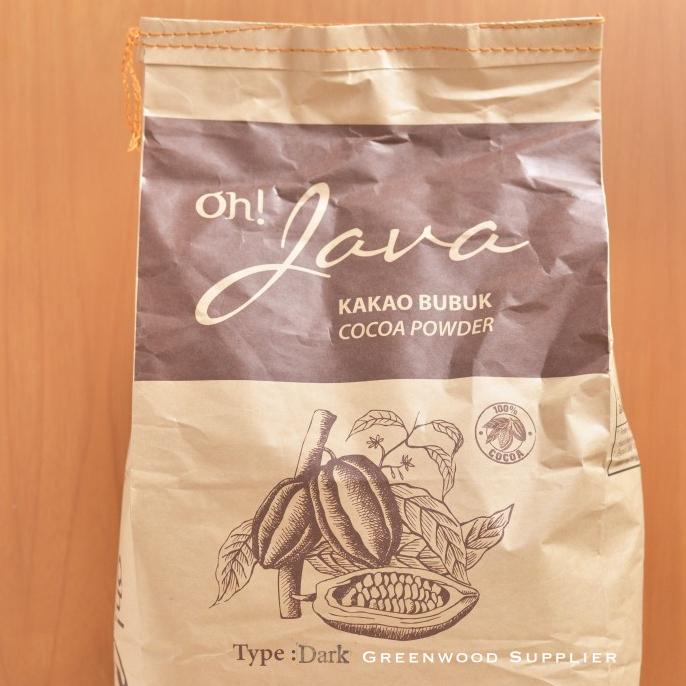 Oh!
Java
KAKAO BUBUK
COCOA POWDER
100%
COCOA
Type : Dark
GREENWOOD SUPPLIER